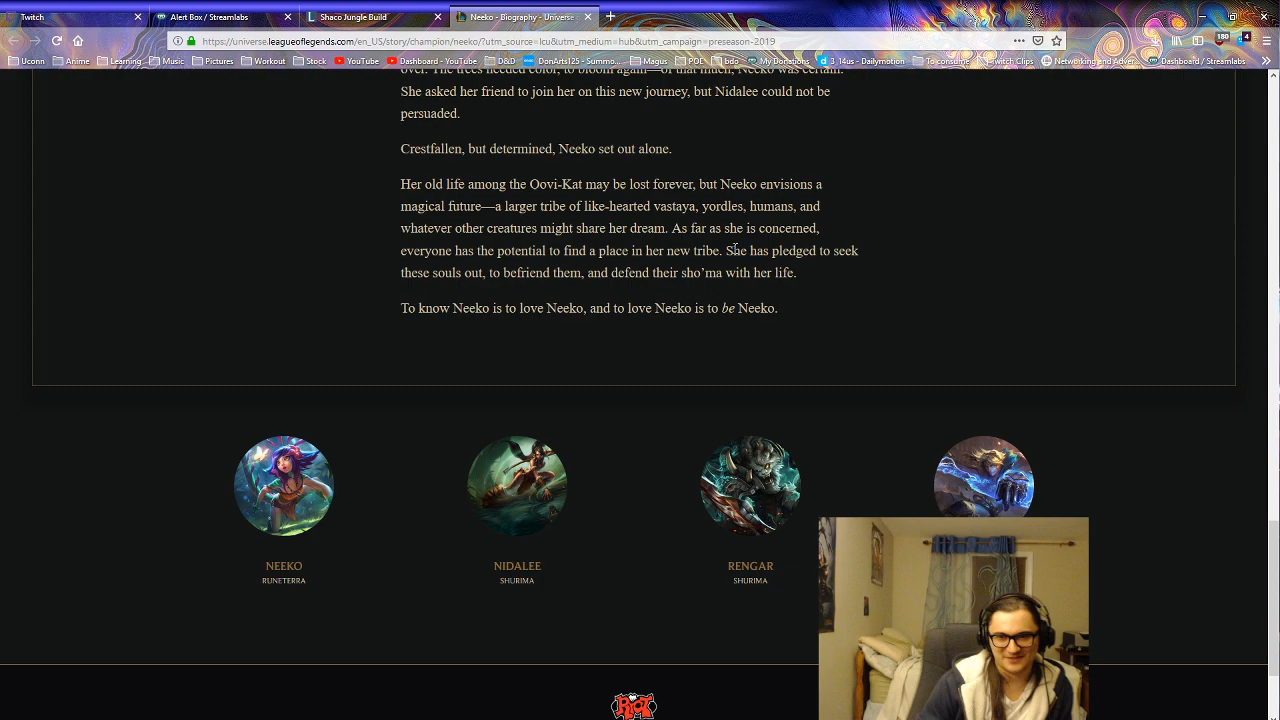 Twitch
Alert Box / Streamlabs
Shaco Jungle Build
Neeko - Biography - Universe
https://universe.leagueoflegends.com/en_US/story/champion/neeko/?utm_source=lcu&utm_medium=hub&utm_campaign=preseason-2019
180
4
Uconn
Anime
Learning
Music
Pictures
Workout
Stock
YouTube
Dashboard - YouTube
D&D
DonArts125 - Summo...
Magus
POL
bdo
My Donations
3_14us - Dailymotion
To consume
Twitch Clips
Networking and Adver...
Dashboard / Streamlabs
over. The trees needed color, to bloom again—of that much, Neeko was certain.
She asked her friend to join her on this new journey, but Nidalee could not be
persuaded.
Crestfallen, but determined, Neeko set out alone.
Her old life among the Oovi-Kat may be lost forever, but Neeko envisions a
magical future—a larger tribe of like-hearted vastaya, yordles, humans, and
whatever other creatures might share her dream. As far as she is concerned,
everyone has the potential to find a place in her new tribe. She has pledged to seek
these souls out, to befriend them, and defend their sho’ma with her life.
To know Neeko is to love Neeko, and to love Neeko is to be Neeko.
NEEKO
RUNETERRA
NIDALEE
SHURIMA
RENGAR
SHURIMA
RIOT